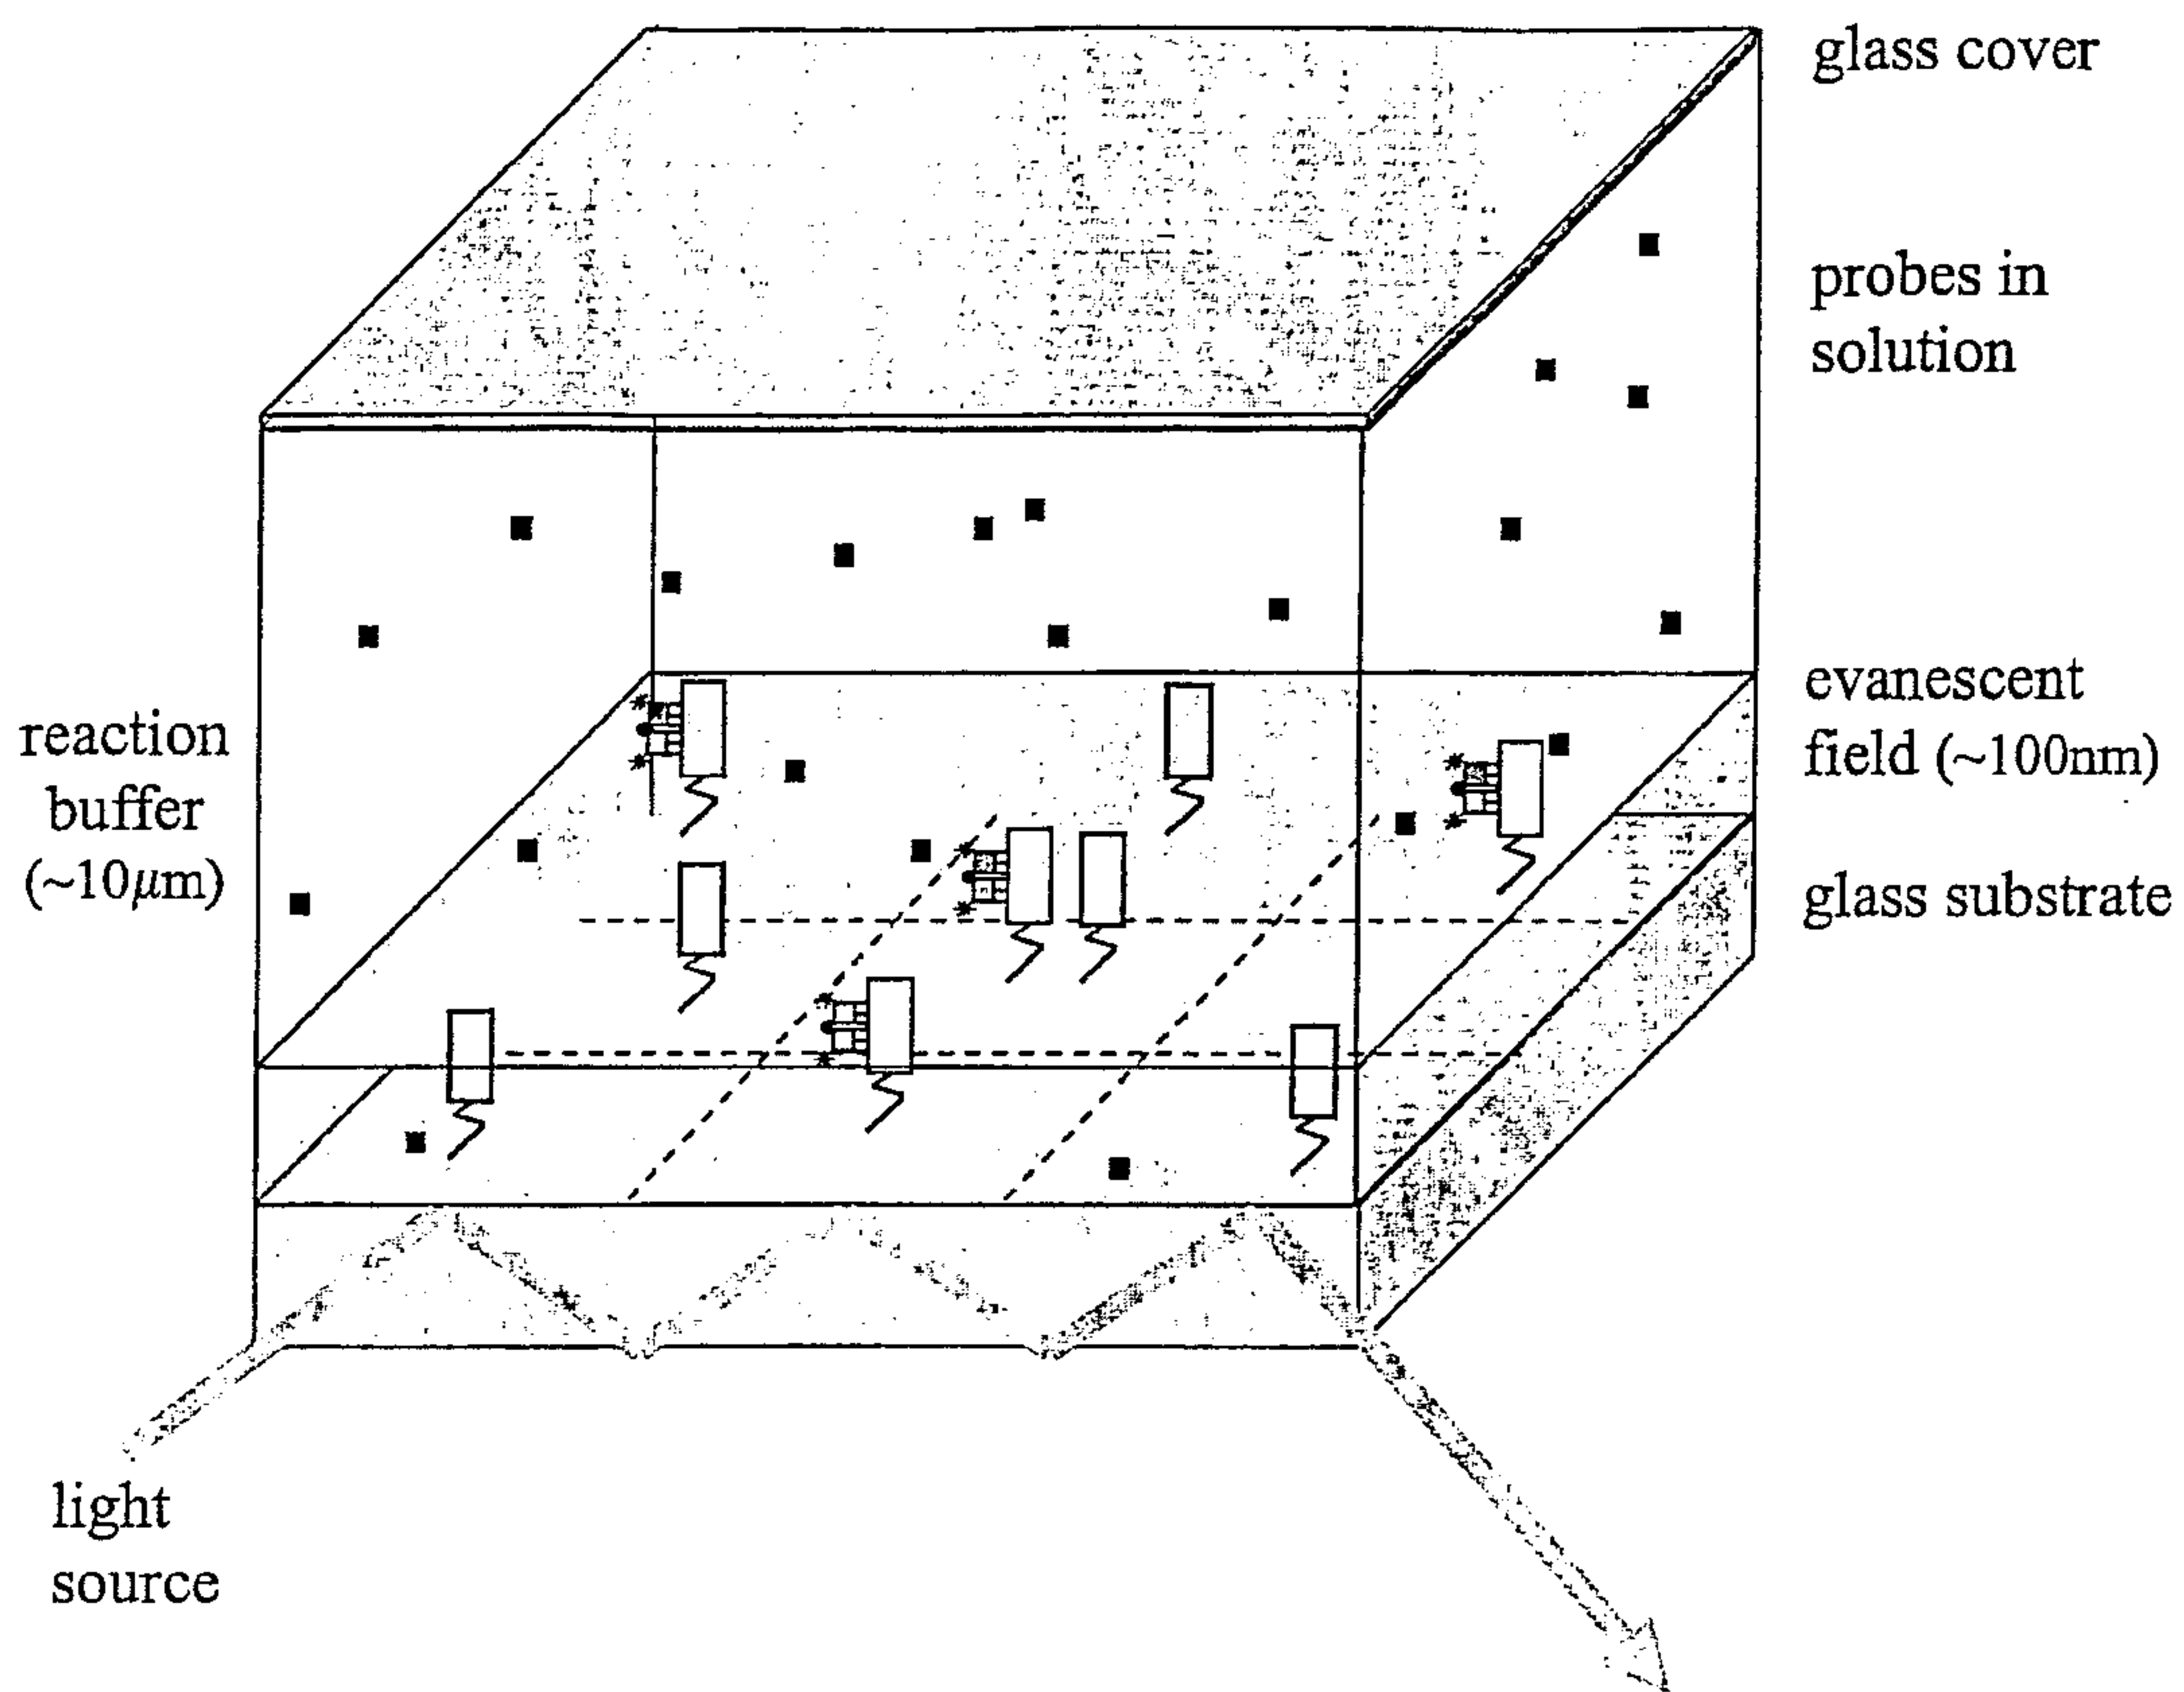 glass cover
probes in
solution
evanescent
field (~100nm)
reaction
buffer
(~10μm)
glass substrate
light
source